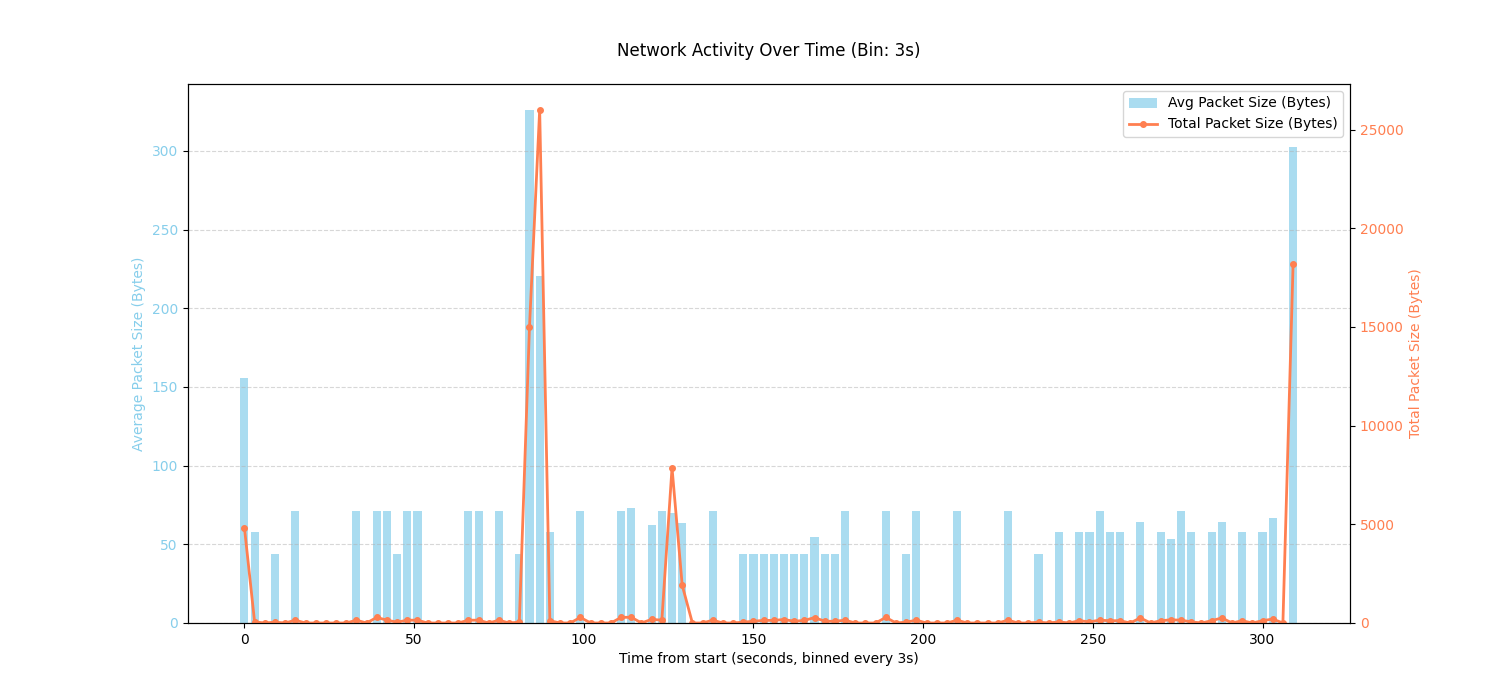 Network Activity Over Time (Bin: 3s)
Avg Packet Size (Bytes)
Total Packet Size (Bytes)
Average Packet Size (Bytes)
300
250
200
150
100
50
0
25000
20000
15000
10000
5000
0
Total Packet Size (Bytes)
0 50 100 150 200 250 300
Time from start (seconds, binned every 3s)